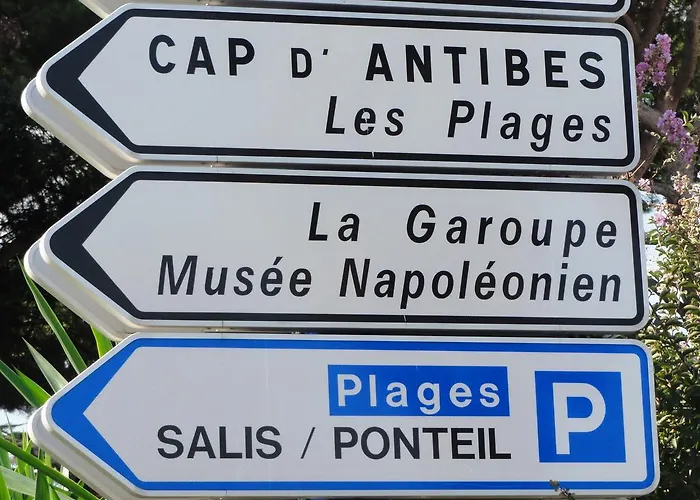 CAP D' ANTIBES
Les Plages
La Garoupe
Musée Napoléonien
Plages
P
SALIS / PONTEIL